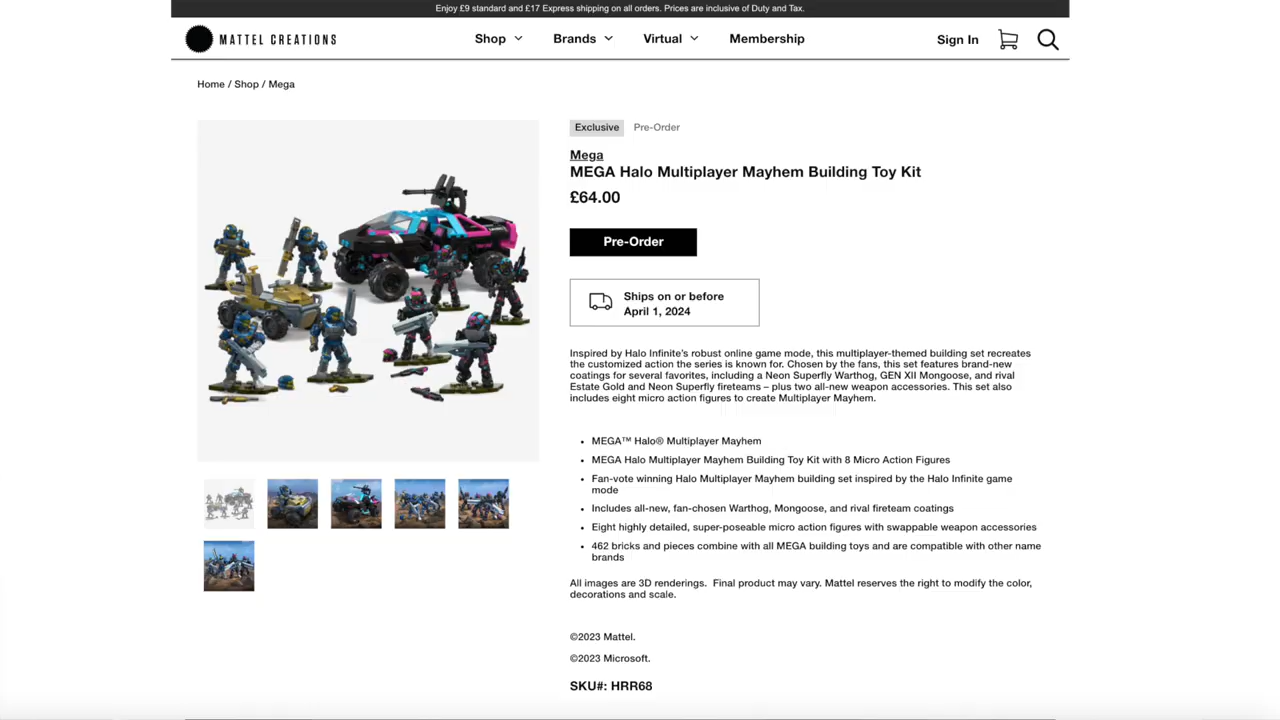 Enjoy £9 standard and £17 Express shipping on all orders. Prices are inclusive of Duty and Tax.
MATTEL CREATIONS
Shop
Brands
Virtual
Membership
Sign In
Home / Shop / Mega
Exclusive
Pre-Order
Mega
MEGA Halo Multiplayer Mayhem Building Toy Kit
£64.00
Pre-Order
Ships on or before
April 1, 2024
Inspired by Halo Infinite's robust online game mode, this multiplayer-themed building set recreates
the customized action the series is known for. Chosen by the fans, this set features brand-new
coatings for several favorites, including a Neon Superfly Warthog, GEN XII Mongoose, and rival
Estate Gold and Neon Superfly fireteams – plus two all-new weapon accessories. This set also
includes eight micro action figures to create Multiplayer Mayhem.
• MEGA™ Halo® Multiplayer Mayhem
• MEGA Halo Multiplayer Mayhem Building Toy Kit with 8 Micro Action Figures
• Fan-vote winning Halo Multiplayer Mayhem building set inspired by the Halo Infinite game
mode
• Includes all-new, fan-chosen Warthog, Mongoose, and rival fireteam coatings
• Eight highly detailed, super-poseable micro action figures with swappable weapon accessories
• 462 bricks and pieces combine with all MEGA building toys and are compatible with other name
brands
All images are 3D renderings.  Final product may vary. Mattel reserves the right to modify the color,
decorations and scale.
©2023 Mattel.
©2023 Microsoft.
SKU#: HRR68